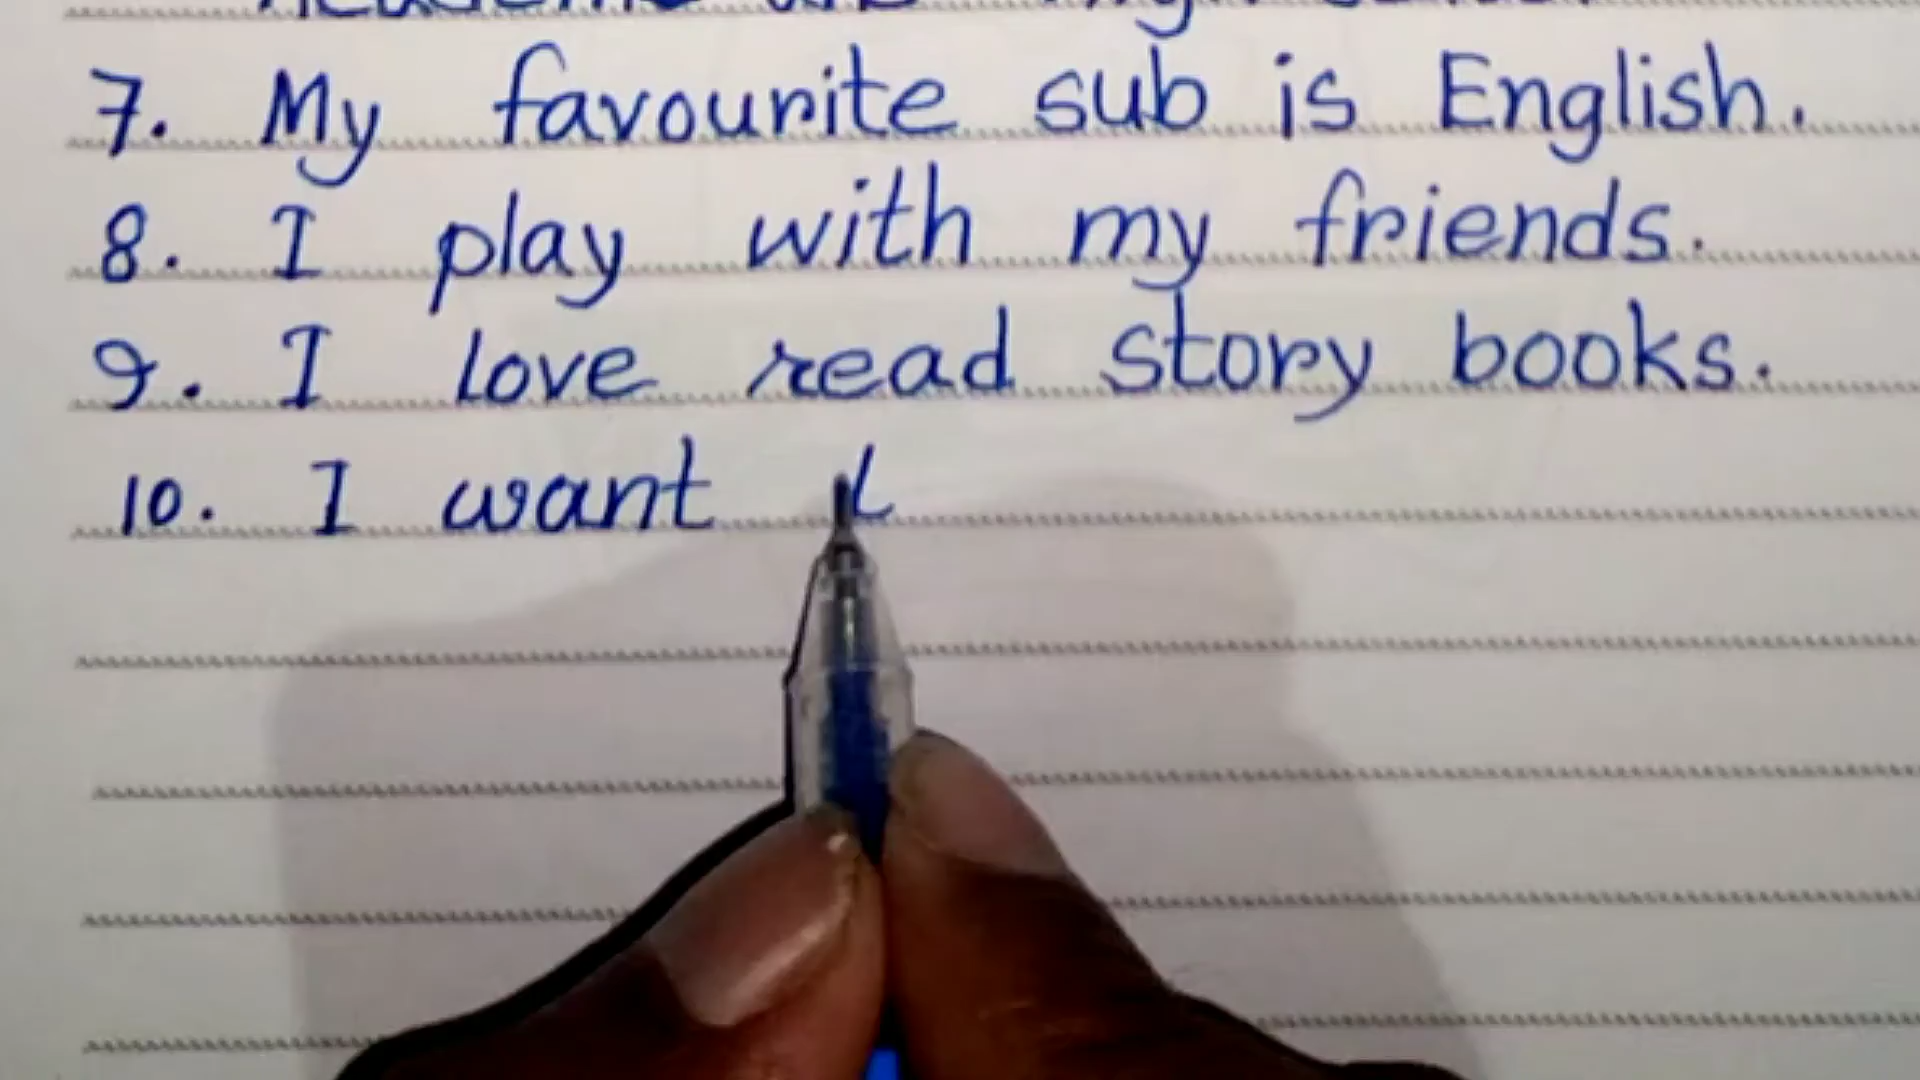 7. My favourite sub is English.
8. I play with my friends.
9. I love read story books.
10. I want